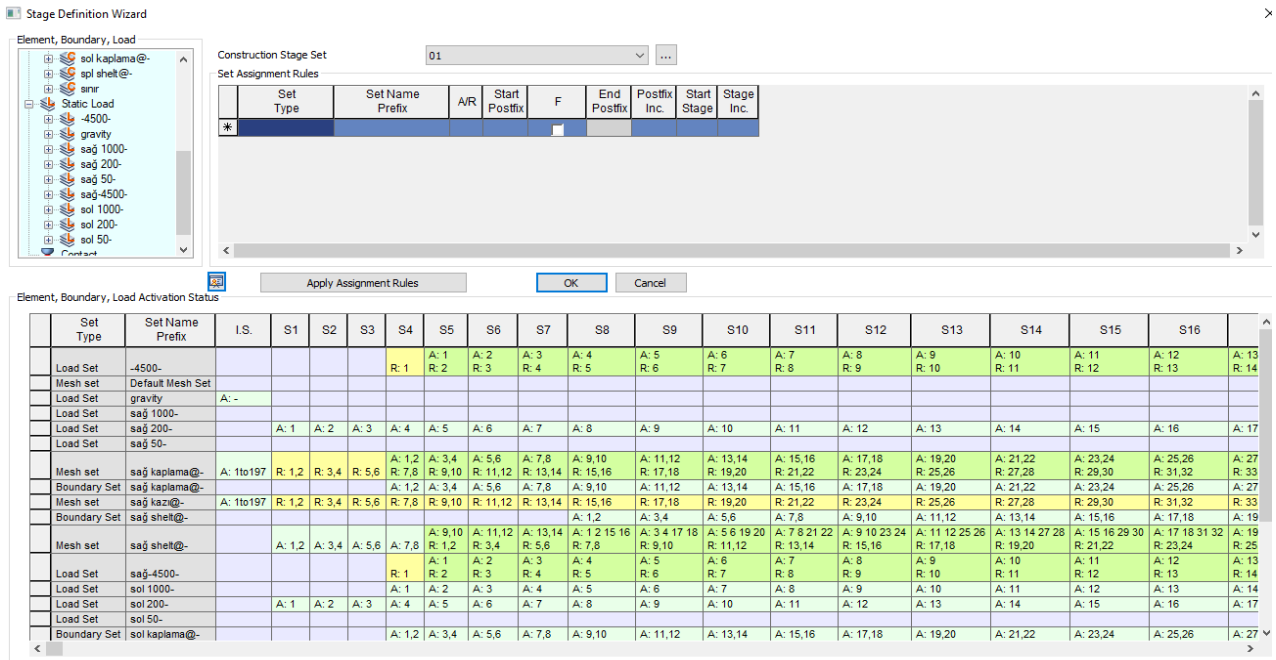 Stage Definition Wizard
Element, Boundary, Load
sol kaplama@-
spl shelt@-
sınır
Static Load
-4500-
gravity
sağ 1000-
sağ 200-
sağ 50-
sağ-4500-
sol 1000-
sol 200-
sol 50-
Contact
Construction Stage Set 01 ...
Set Assignment Rules
Set Type Set Name Prefix A/R Start Postfix F End Postfix Postfix Inc. Start Stage Stage Inc.
Apply Assignment Rules OK Cancel
Element, Boundary, Load Activation Status
Set Type Set Name Prefix I.S. S1 S2 S3 S4 S5 S6 S7 S8 S9 S10 S11 S12 S13 S14 S15 S16
A: 1 A: 2 A: 3 A: 4 A: 5 A: 6 A: 7 A: 8 A: 9 A: 10 A: 11 A: 12 A: 13
Load Set -4500- R: 1 R: 2 R: 3 R: 4 R: 5 R: 6 R: 7 R: 8 R: 9 R: 10 R: 11 R: 12 R: 13 R: 14
Mesh set Default Mesh Set
Load Set gravity A: -
Load Set sağ 1000-
Load Set sağ 200- A: 1 A: 2 A: 3 A: 4 A: 5 A: 6 A: 7 A: 8 A: 9 A: 10 A: 11 A: 12 A: 13 A: 14 A: 15 A: 16 A: 17
Load Set sağ 50-
A: 1,2 A: 3,4 A: 5,6 A: 7,8 A: 9,10 A: 11,12 A: 13,14 A: 15,16 A: 17,18 A: 19,20 A: 21,22 A: 23,24 A: 25,26 A: 27
Mesh set sağ kaplama@- A: 1to197 R: 1,2 R: 3,4 R: 5,6 R: 7,8 R: 9,10 R: 11,12 R: 13,14 R: 15,16 R: 17,18 R: 19,20 R: 21,22 R: 23,24 R: 25,26 R: 27,28 R: 29,30 R: 31,32 R: 33
Boundary Set sağ kaplama@- A: 1,2 A: 3,4 A: 5,6 A: 7,8 A: 9,10 A: 11,12 A: 13,14 A: 15,16 A: 17,18 A: 19,20 A: 21,22 A: 23,24 A: 25,26 A: 27
Mesh set sağ kazı@- A: 1to197 R: 1,2 R: 3,4 R: 5,6 R: 7,8 R: 9,10 R: 11,12 R: 13,14 R: 15,16 R: 17,18 R: 19,20 R: 21,22 R: 23,24 R: 25,26 R: 27,28 R: 29,30 R: 31,32 R: 33
Boundary Set sağ shelt@- A: 1,2 A: 3,4 A: 5,6 A: 7,8 A: 9,10 A: 11,12 A: 13,14 A: 15,16 A: 17,18 A: 19
A: 9,10 A: 11,12 A: 13,14 A: 1 2 15 16 A: 3 4 17 18 A: 5 6 19 20 A: 7 8 21 22 A: 9 10 23 24 A: 11 12 25 26 A: 13 14 27 28 A: 15 16 29 30 A: 17 18 31 32 A: 19
Mesh set sağ shelt@- A: 1,2 A: 3,4 A: 5,6 A: 7,8 R: 1,2 R: 3,4 R: 5,6 R: 7,8 R: 9,10 R: 11,12 R: 13,14 R: 15,16 R: 17,18 R: 19,20 R: 21,22 R: 23,24 R: 25
A: 1 A: 2 A: 3 A: 4 A: 5 A: 6 A: 7 A: 8 A: 9 A: 10 A: 11 A: 12 A: 13
Load Set sağ-4500- R: 1 R: 2 R: 3 R: 4 R: 5 R: 6 R: 7 R: 8 R: 9 R: 10 R: 11 R: 12 R: 13 R: 14
Load Set sol 1000- A: 1 A: 2 A: 3 A: 4 A: 5 A: 6 A: 7 A: 8 A: 9 A: 10 A: 11 A: 12 A: 13 A: 14
Load Set sol 200- A: 1 A: 2 A: 3 A: 4 A: 5 A: 6 A: 7 A: 8 A: 9 A: 10 A: 11 A: 12 A: 13 A: 14 A: 15 A: 16 A: 17
Load Set sol 50-
Boundary Set sol kaplama@- A: 1,2 A: 3,4 A: 5,6 A: 7,8 A: 9,10 A: 11,12 A: 13,14 A: 15,16 A: 17,18 A: 19,20 A: 21,22 A: 23,24 A: 25,26 A: 27